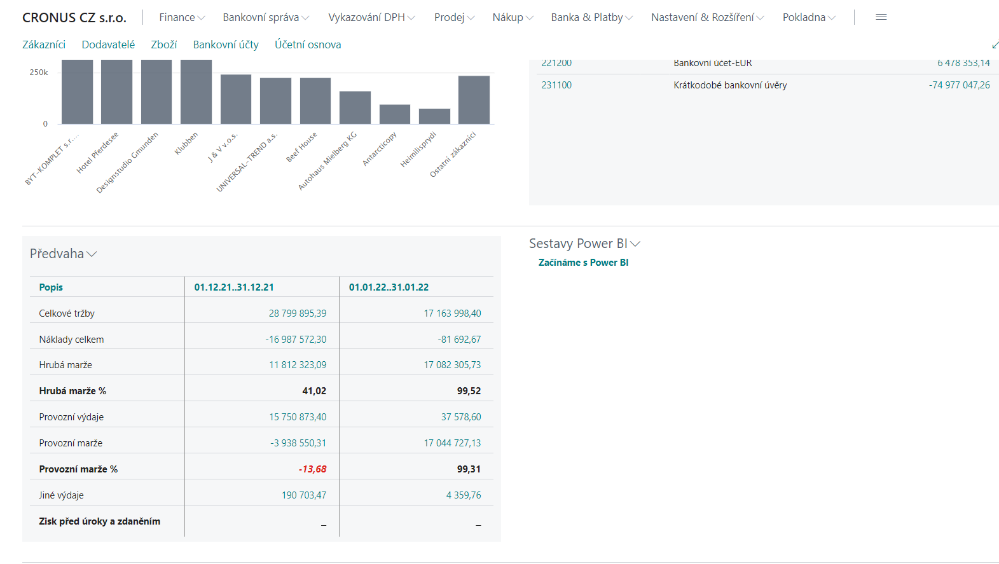 CRONUS CZ s.r.o. Finance Bankovní správa Vykazování DPH Prodej Nákup Banka & Platby Nastavení & Rozšíření Pokladna
Zákazníci Dodavatelé Zboží Bankovní účty Účetní osnova
250k
0
BYT-KOMPLET s.r....
Hotel Pferdesee
Designstudio Gmunden
Klubben
J & V v.o.s.
UNIVERSAL-TREND a.s.
Beef House
Autohaus Mielberg KG
Antarcticopy
Heimilisprydi
Ostatní zákazníci
221200 Bankovní účet-EUR 6 478 353,14
231100 Krátkodobé bankovní úvěry -74 977 047,26
Předvaha
Popis 01.12.21..31.12.21 01.01.22..31.01.22
Celkové tržby 28 799 895,39 17 163 998,40
Náklady celkem -16 987 572,30 -81 692,67
Hrubá marže 11 812 323,09 17 082 305,73
Hrubá marže % 41,02 99,52
Provozní výdaje 15 750 873,40 37 578,60
Provozní marže -3 938 550,31 17 044 727,13
Provozní marže % -13,68 99,31
Jiné výdaje 190 703,47 4 359,76
Zisk před úroky a zdaněním _ _
Sestavy Power BI
Začínáme s Power BI